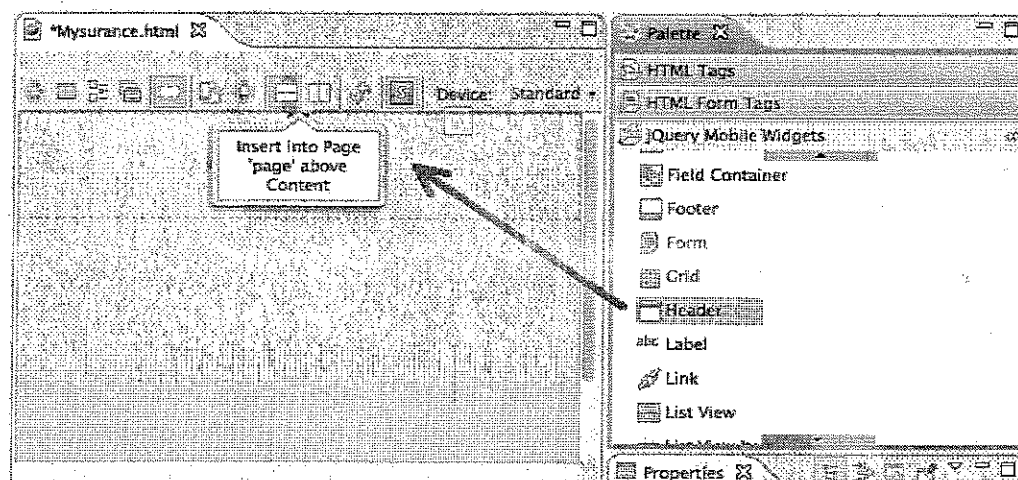 *Mysurance.html
Device: Standard
Insert into Page
'page' above
Content
Palette
HTML Tags
HTML Form Tags
jQuery Mobile Widgets
Field Container
Footer
Form
Grid
Header
abc Label
Link
List View
Properties